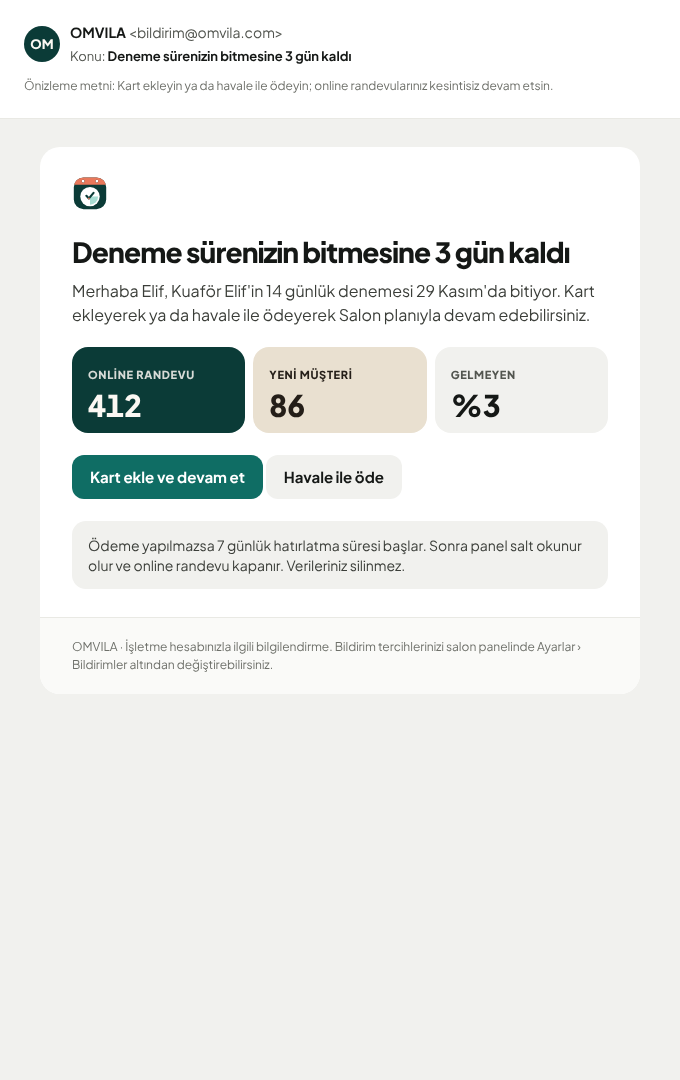 OM
OMVILA <bildirim@omvila.com>
Konu: Deneme sürenizin bitmesine 3 gün kaldı
Önizleme metni: Kart ekleyin ya da havale ile ödeyin; online randevularınız kesintisiz devam etsin.
Deneme sürenizin bitmesine 3 gün kaldı
Merhaba Elif, Kuaför Elif'in 14 günlük denemesi 29 Kasım'da bitiyor. Kart
ekleyerek ya da havale ile ödeyerek Salon planıyla devam edebilirsiniz.
ONLİNE RANDEVU
412
YENİ MÜŞTERİ
86
GELMEYEN
%3
Kart ekle ve devam et
Havale ile öde
Ödeme yapılmazsa 7 günlük hatırlatma süresi başlar. Sonra panel salt okunur
olur ve online randevu kapanır. Verileriniz silinmez.
OMVILA · İşletme hesabınızla ilgili bilgilendirme. Bildirim tercihlerinizi salon panelinde Ayarlar ›
Bildirimler altından değiştirebilirsiniz.